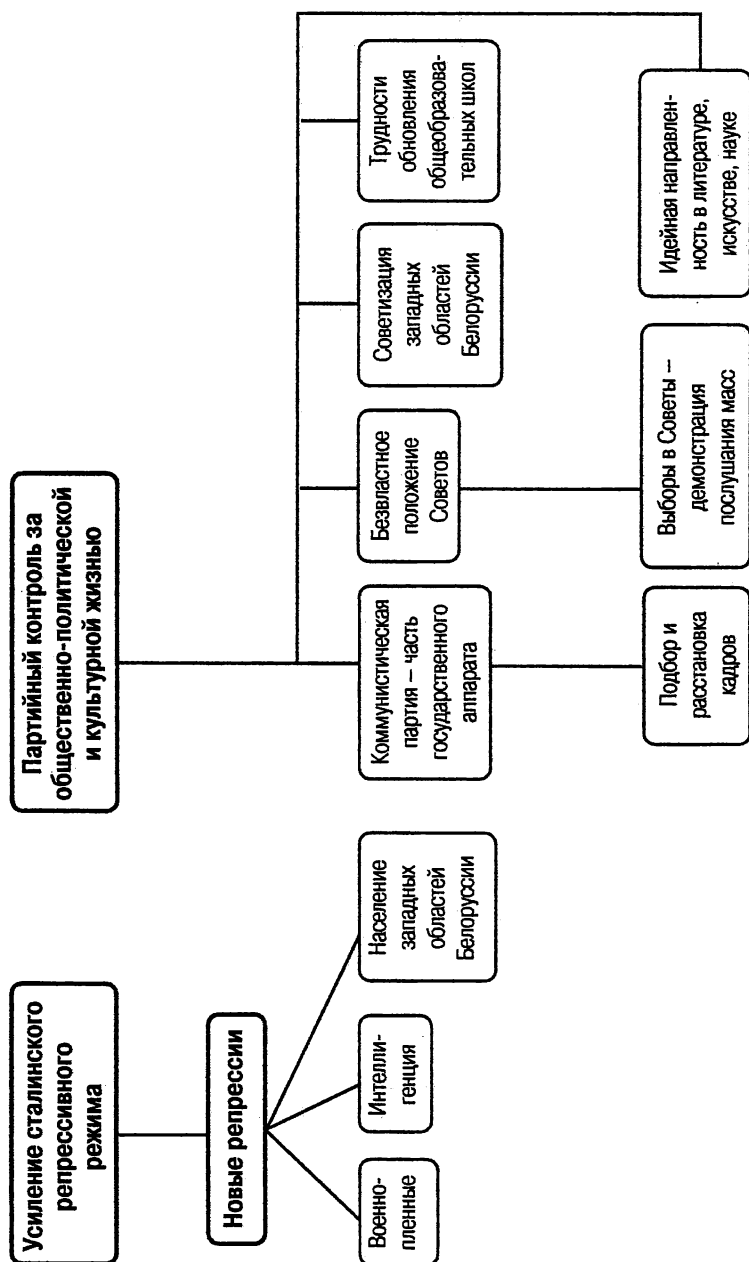 Усиление сталинского
репрессивного
режима
Новые репрессии
Военно-
пленные
Интелли-
генция
Население
западных
областей
Белоруссии
Партийный контроль за
общественно-политической
и культурной жизнью
Коммунистическая
партия – часть
государственного
аппарата
Безвластное
положение
Советов
Советизация
западных
областей
Белоруссии
Трудности
обновления
общеобразова-
тельных школ
Подбор и
расстановка
кадров
Выборы в Советы –
демонстрация
послушания масс
Идейная направлен-
ность в литературе,
искусстве, науке